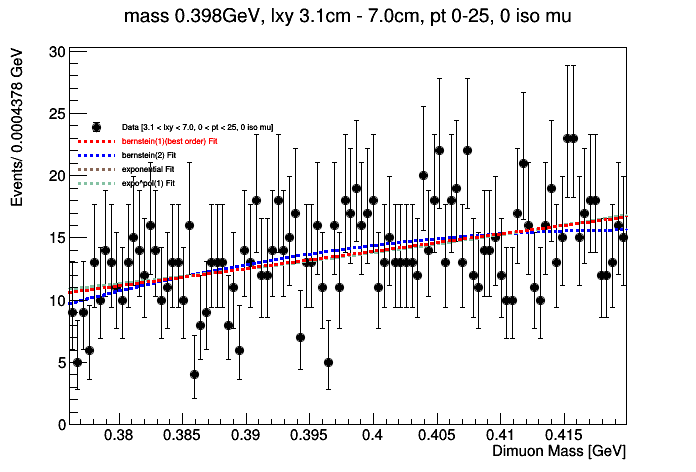 mass 0.398GeV, lxy 3.1cm - 7.0cm, pt 0-25, 0 iso mu
Events/ 0.0004378 GeV
30
25
20
15
10
5
0
Data [3.1 < lxy < 7.0, 0 < pt < 25, 0 iso mu]
bernstein(1)(best order) Fit
bernstein(2) Fit
exponential Fit
expo*pol(1) Fit
0.38 0.385 0.39 0.395 0.4 0.405 0.41 0.415
Dimuon Mass [GeV]